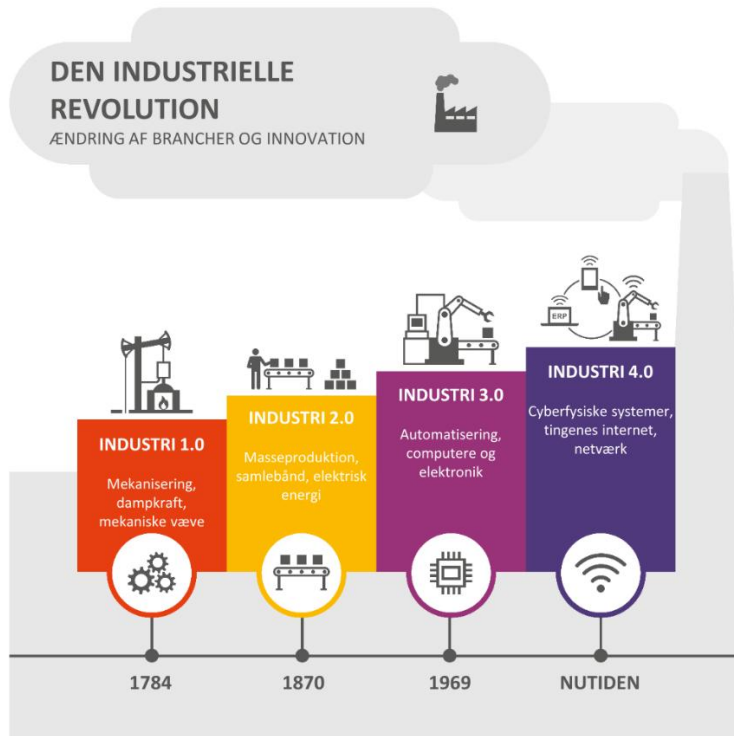 DEN INDUSTRIELLE
REVOLUTION
ÆNDRING AF BRANCHER OG INNOVATION
ERP
INDUSTRI 1.0
Mekanisering,
dampkraft,
mekaniske væve
INDUSTRI 2.0
Masseproduktion,
samlebånd, elektrisk
energi
INDUSTRI 3.0
Automatisering,
computere og
elektronik
INDUSTRI 4.0
Cyberfysiske systemer,
tingenes internet,
netværk
1784
1870
1969
NUTIDEN